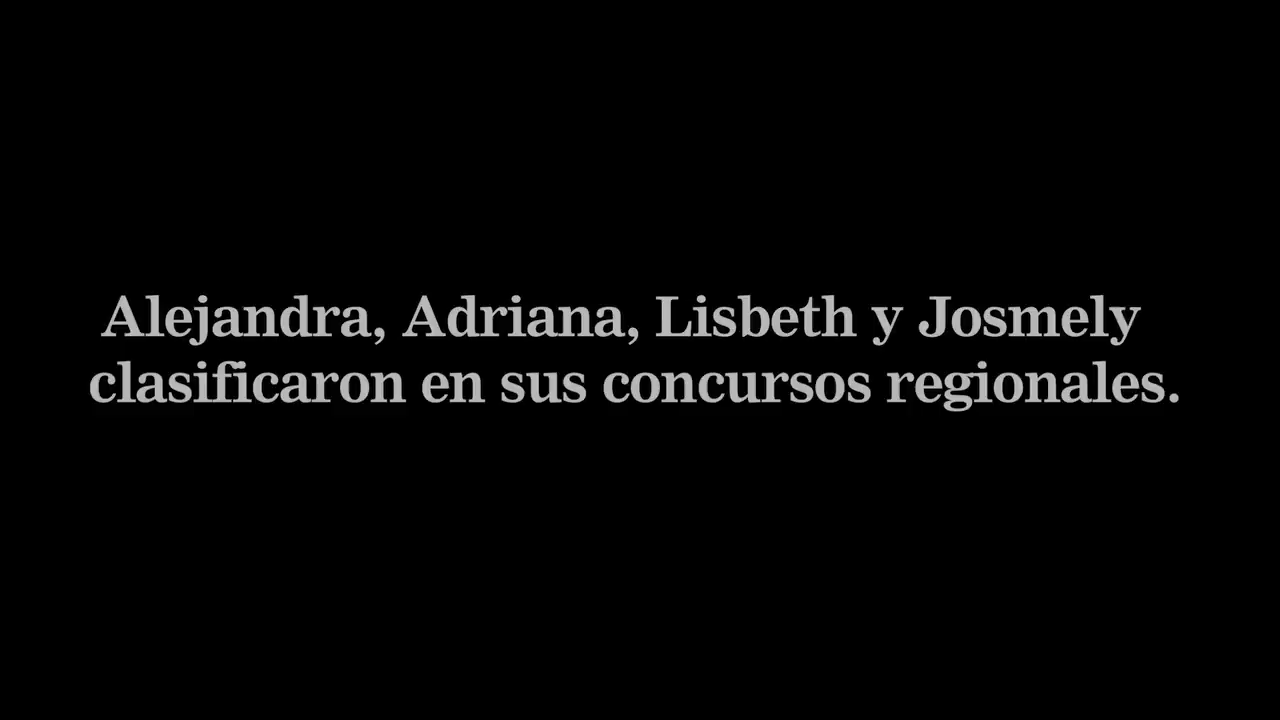 Alejandra, Adriana, Lisbeth y Josmely
clasificaron en sus concursos regionales.